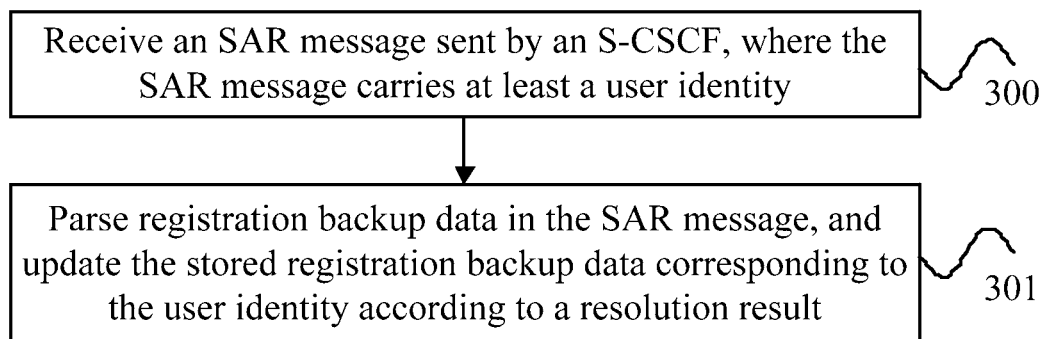 Receive an SAR message sent by an S-CSCF, where the
SAR message carries at least a user identity
300
Parse registration backup data in the SAR message, and
update the stored registration backup data corresponding to
the user identity according to a resolution result
301